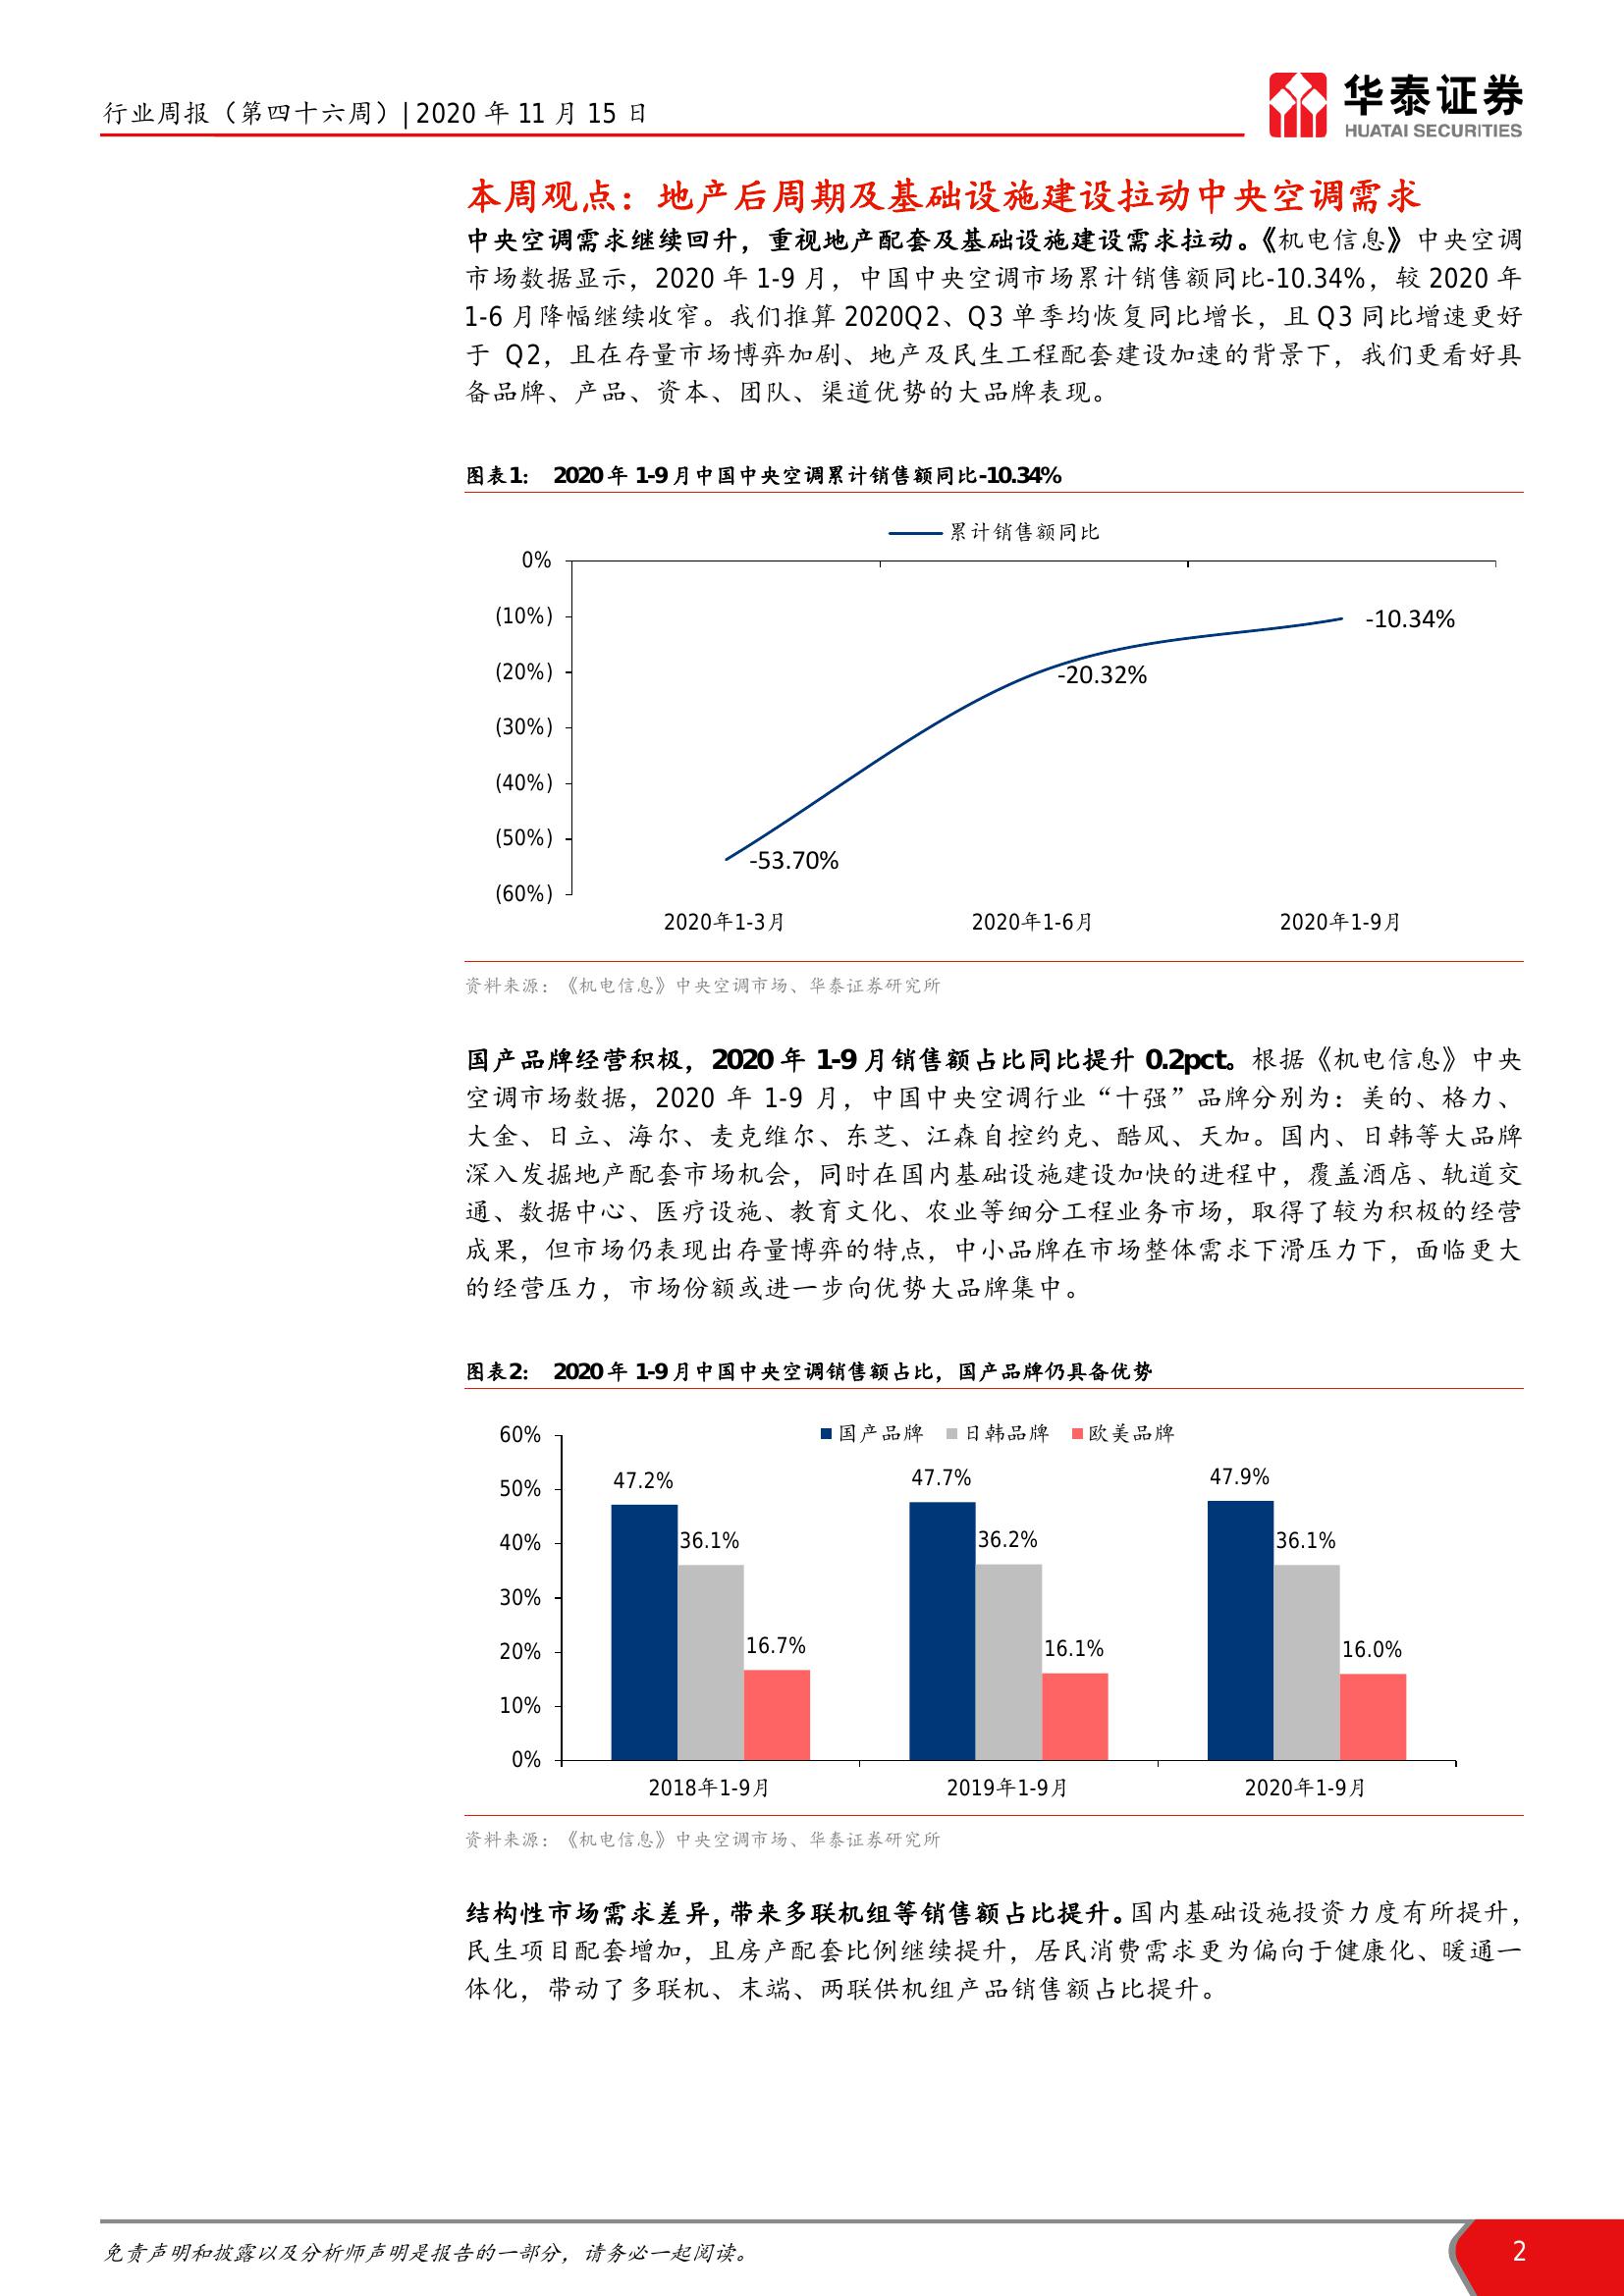 行业周报（第四十六周）|2020 年 11 月 15 日
华泰证券
HUATAI SECURITIES
本周观点：地产后周期及基础设施建设拉动中央空调需求
中央空调需求继续回升，重视地产配套及基础设施建设需求拉动。《机电信息》中央空调
市场数据显示，2020 年 1-9 月，中国中央空调市场累计销售额同比-10.34%，较 2020 年
1-6 月降幅继续收窄。我们推算 2020Q2、Q3 单季均恢复同比增长，且 Q3 同比增速更好
于 Q2，且在存量市场博弈加剧、地产及民生工程配套建设加速的背景下，我们更看好具
备品牌、产品、资本、团队、渠道优势的大品牌表现。
图表1： 2020 年 1-9 月中国中央空调累计销售额同比-10.34%
累计销售额同比
0%
(10%)
(20%)
(30%)
(40%)
(50%)
(60%)
-10.34%
-20.32%
-53.70%
2020年1-3月 2020年1-6月 2020年1-9月
资料来源：《机电信息》中央空调市场、华泰证券研究所
国产品牌经营积极，2020 年 1-9 月销售额占比同比提升 0.2pct。根据《机电信息》中央
空调市场数据，2020 年 1-9 月，中国中央空调行业“十强”品牌分别为：美的、格力、
大金、日立、海尔、麦克维尔、东芝、江森自控约克、酷风、天加。国内、日韩等大品牌
深入发掘地产配套市场机会，同时在国内基础设施建设加快的进程中，覆盖酒店、轨道交
通、数据中心、医疗设施、教育文化、农业等细分工程业务市场，取得了较为积极的经营
成果，但市场仍表现出存量博弈的特点，中小品牌在市场整体需求下滑压力下，面临更大
的经营压力，市场份额或进一步向优势大品牌集中。
图表2： 2020 年 1-9 月中国中央空调销售额占比，国产品牌仍具备优势
国产品牌 日韩品牌 欧美品牌
60%
50%
40%
30%
20%
10%
0%
47.2% 36.1% 16.7%
47.7% 36.2% 16.1%
47.9% 36.1% 16.0%
2018年1-9月 2019年1-9月 2020年1-9月
资料来源：《机电信息》中央空调市场、华泰证券研究所
结构性市场需求差异，带来多联机组等销售额占比提升。国内基础设施投资力度有所提升，
民生项目配套增加，且房产配套比例继续提升，居民消费需求更为偏向于健康化、暖通一
体化，带动了多联机、末端、两联供机组产品销售额占比提升。
免责声明和披露以及分析师声明是报告的一部分，请务必一起阅读。
2